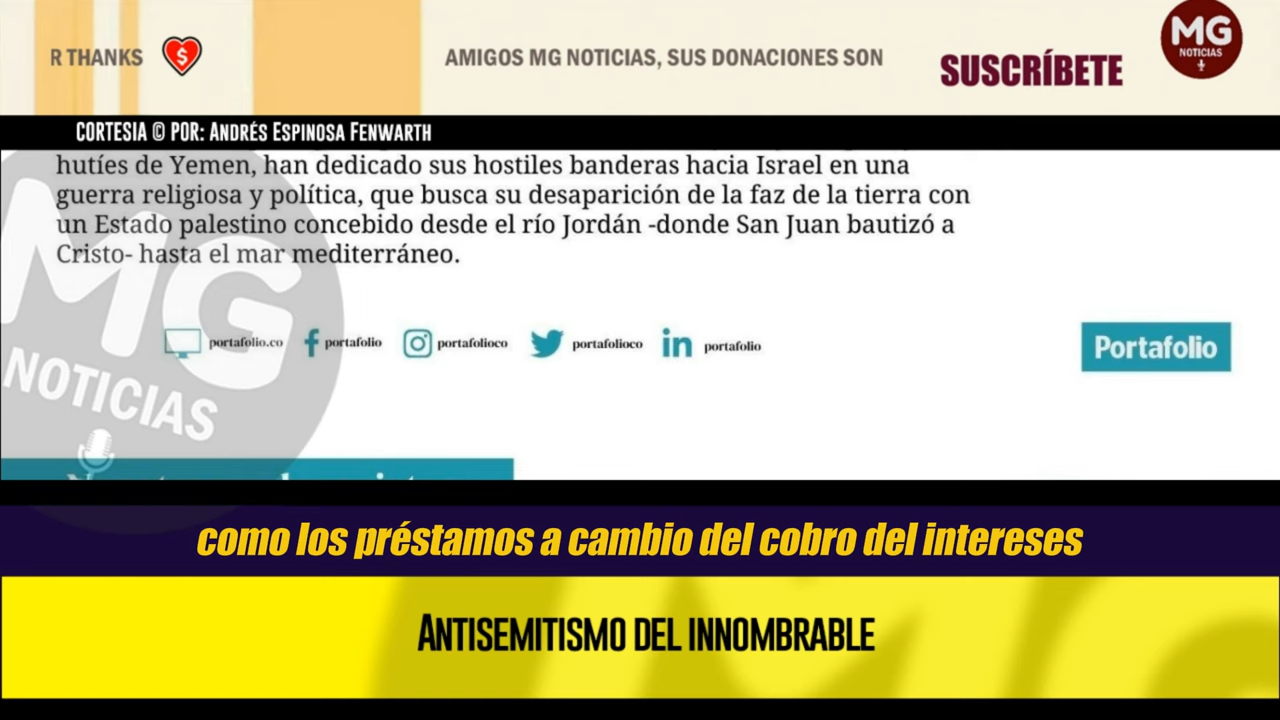 R THANKS
AMIGOS MG NOTICIAS, SUS DONACIONES SON
SUSCRÍBETE
MG
NOTICIAS
CORTESIA © POR: ANDRÉS ESPINOSA FENWARTH
hutíes de Yemen, han dedicado sus hostiles banderas hacia Israel en una
guerra religiosa y política, que busca su desaparición de la faz de la tierra con
un Estado palestino concebido desde el río Jordán -donde San Juan bautizó a
Cristo- hasta el mar mediterráneo.
MG
NOTICIAS
portafolio.co
portafolio
portafolioco
portafolioco
portafolio
Portafolio
como los préstamos a cambio del cobro del intereses
ANTISEMITISMO DEL INNOMBRABLE